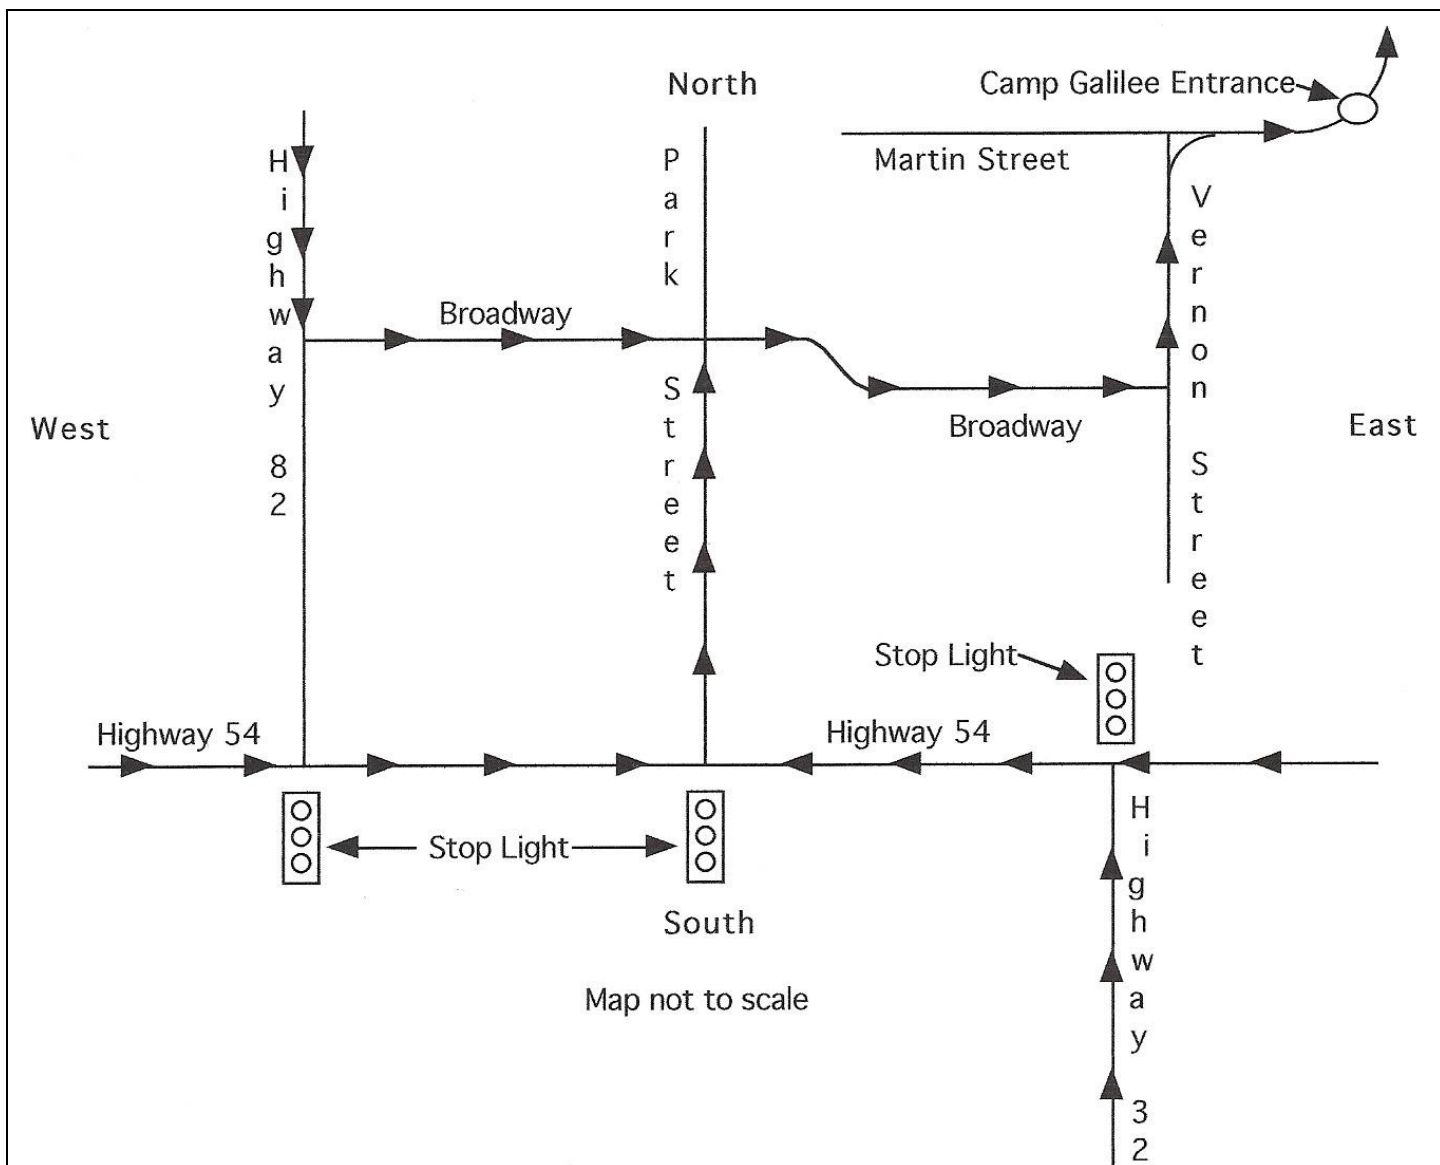 North
Camp Galilee Entrance
Martin Street
Highway 82
Park Street
Vernon Street
Broadway
Broadway
West
East
Stop Light
Highway 54
Highway 54
Stop Light
Highway 32
South
Map not to scale